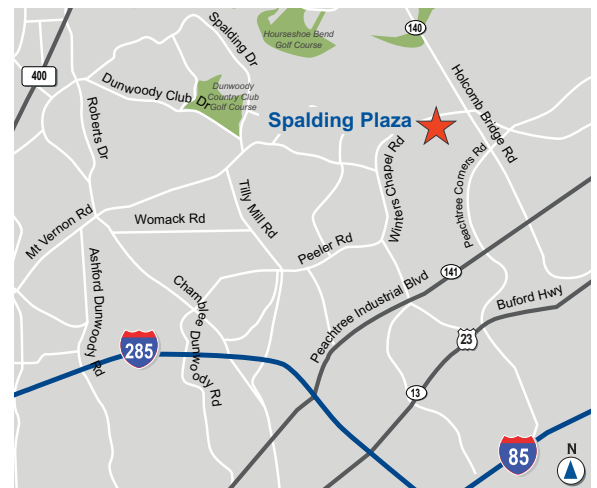 Hourseshoe Bend
Golf Course
140
Spalding Dr
400
Holcomb Bridge Rd
Dunwoody Club Dr
Dunwoody
Country Club
Golf Course
Roberts Dr
Spalding Plaza
Winters Chapel Rd
Peachtree Corners Rd
Tilly Mill Rd
Womack Rd
Mt Vernon Rd
Peeler Rd
Ashford Dunwoody Rd
Chamblee Dunwoody Rd
141
Peachtree Industrial Blvd
Buford Hwy
23
285
13
85
N